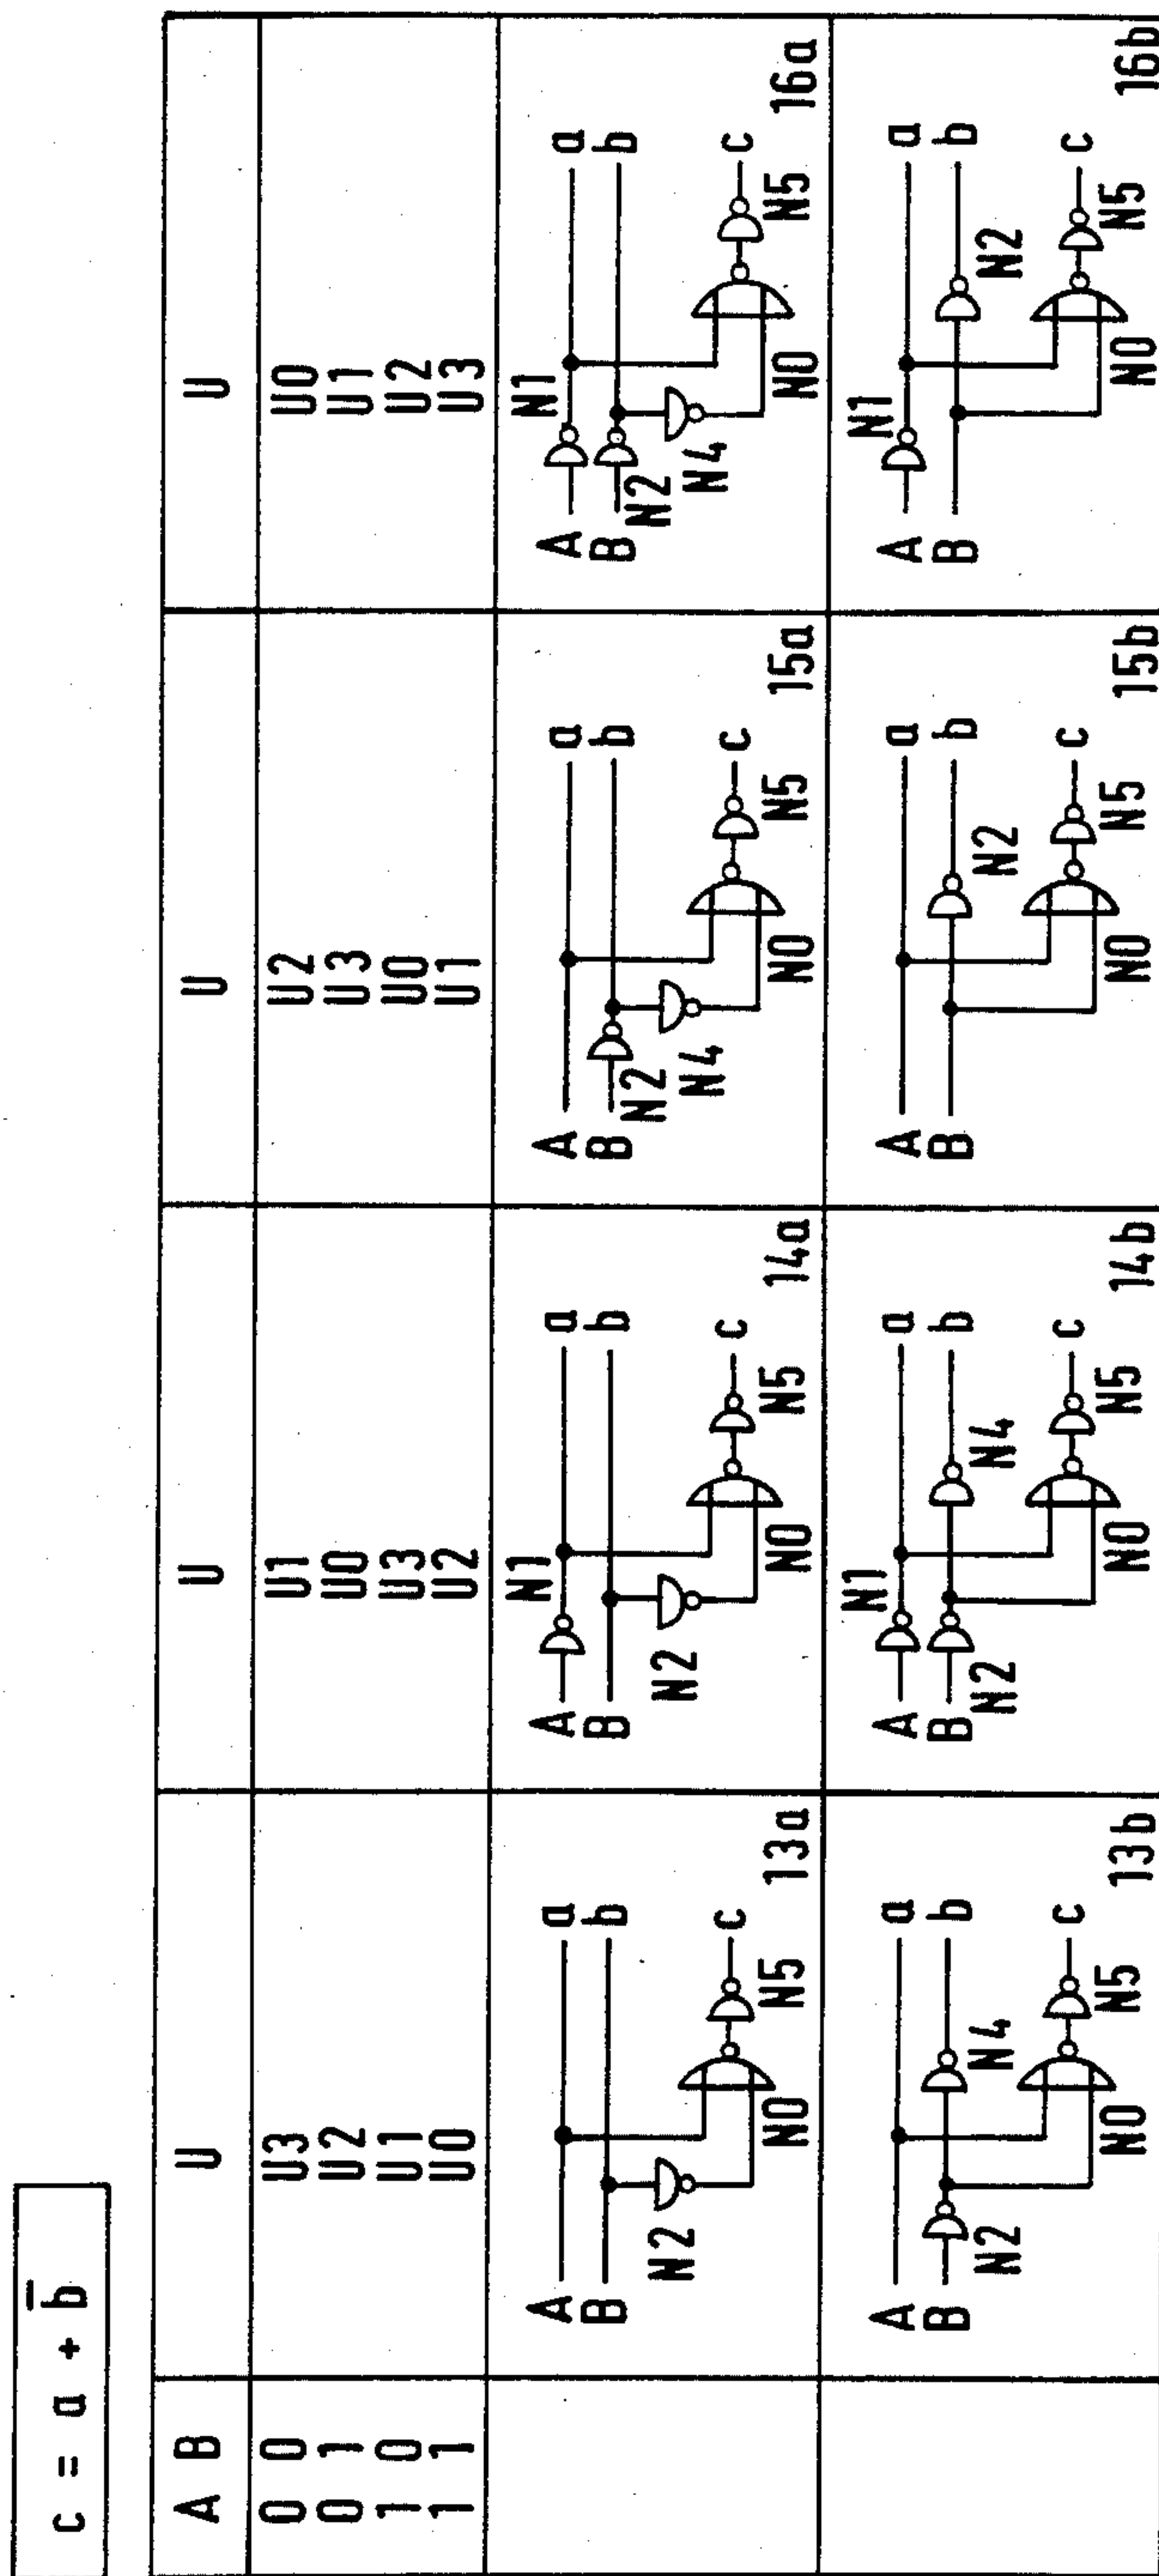 c = a + b̅
A B U U U U
0 0 U3 U1 U2 U0
0 1 U2 U0 U3 U1
1 0 U1 U3 U0 U2
1 1 U0 U2 U1 U3
A B N2 N0 N5 a b c 13a
A B N1 N2 N0 N5 a b c 14a
A B N2 N4 N0 N5 a b c 15a
A B N1 N2 N4 N0 N5 a b c 16a
A B N2 N4 N0 N5 a b c 13b
A B N1 N2 N4 N0 N5 a b c 14b
A B N2 N0 N5 a b c 15b
A B N1 N2 N0 N5 a b c 16b